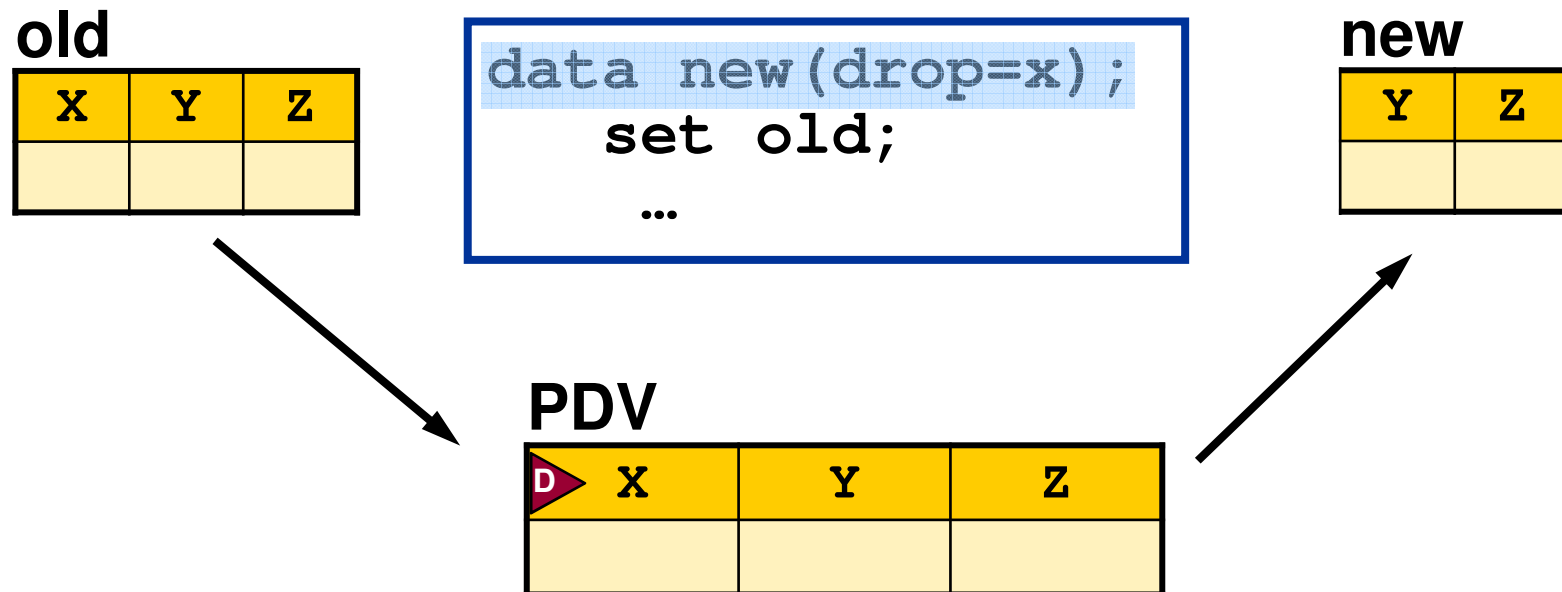 old
X Y Z
data new(drop=x);
set old;
…
new
Y Z
PDV
D X Y Z